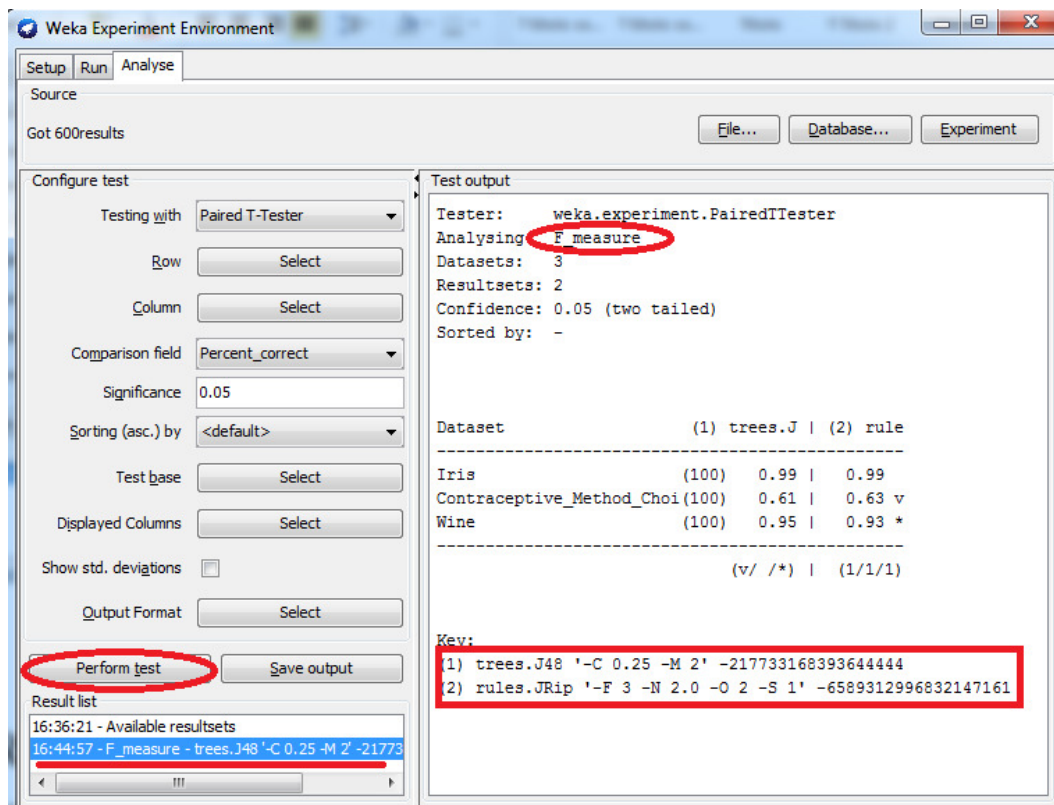 Weka Experiment Environment
Setup Run Analyse
Source
Got 600results
File... Database... Experiment
Configure test
Testing with Paired T-Tester
Row Select
Column Select
Comparison field Percent_correct
Significance 0.05
Sorting (asc.) by <default>
Test base Select
Displayed Columns Select
Show std. deviations
Output Format Select
Perform test Save output
Result list
16:36:21 - Available resultsets
16:44:57 - F_measure - trees.J48 '-C 0.25 -M 2' -21773
Test output
Tester: weka.experiment.PairedTTester
Analysing F_measure
Datasets: 3
Resultsets: 2
Confidence: 0.05 (two tailed)
Sorted by: -
Dataset (1) trees.J | (2) rule
--------------------------------------------------
Iris (100) 0.99 | 0.99
Contraceptive_Method_Choi(100) 0.61 | 0.63 v
Wine (100) 0.95 | 0.93 *
--------------------------------------------------
(v/ /*) | (1/1/1)
Key:
(1) trees.J48 '-C 0.25 -M 2' -217733168393644444
(2) rules.JRip '-F 3 -N 2.0 -O 2 -S 1' -6589312996832147161